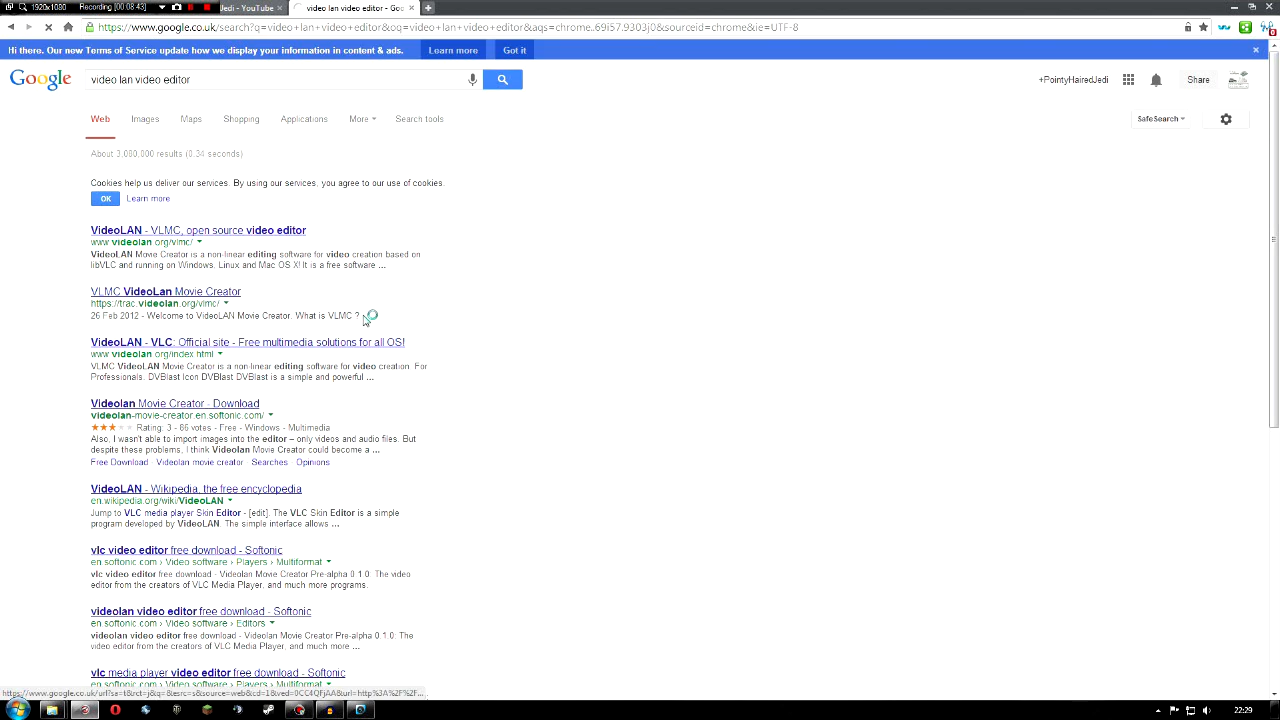 1920x1080 Recording [00:08:43]
Jedi - YouTube
video lan video editor - Goo
https://www.google.co.uk/search?q=video+lan+video+editor&oq=video+lan+video+editor&aqs=chrome..69i57.9303j0&sourceid=chrome&ie=UTF-8
Hi there. Our new Terms of Service update how we display your information in content & ads. Learn more Got it
Google video lan video editor +PointyHairedJedi Share
Web Images Maps Shopping Applications More Search tools SafeSearch
About 3,080,000 results (0.34 seconds)
Cookies help us deliver our services. By using our services, you agree to our use of cookies.
OK Learn more
VideoLAN - VLMC, open source video editor
www.videolan.org/vlmc/
VideoLAN Movie Creator is a non-linear editing software for video creation based on
libVLC and running on Windows, Linux and Mac OS X! It is a free software ...
VLMC VideoLan Movie Creator
https://trac.videolan.org/vlmc/
26 Feb 2012 - Welcome to VideoLAN Movie Creator. What is VLMC ?
VideoLAN - VLC: Official site - Free multimedia solutions for all OS!
www.videolan.org/index.html
VLMC VideoLAN Movie Creator is a non-linear editing software for video creation. For
Professionals. DVBlast Icon DVBlast is a simple and powerful ...
Videolan Movie Creator - Download
videolan-movie-creator.en.softonic.com/
Rating: 3 - 86 votes - Free - Windows - Multimedia
Also, I wasn't able to import images into the editor – only videos and audio files. But
despite these problems, I think Videolan Movie Creator could become a ...
Free Download Videolan movie creator Searches Opinions
VideoLAN - Wikipedia, the free encyclopedia
en.wikipedia.org/wiki/VideoLAN
Jump to VLC media player Skin Editor - [edit]. The VLC Skin Editor is a simple
program developed by VideoLAN. The simple interface allows ...
vlc video editor free download - Softonic
en.softonic.com › Video software › Players › Multiformat
vlc video editor free download - Videolan Movie Creator Pre-alpha 0.1.0: The video
editor from the creators of VLC Media Player, and much more programs.
videolan video editor free download - Softonic
en.softonic.com › Video software › Editors
videolan video editor free download - Videolan Movie Creator Pre-alpha 0.1.0: The
video editor from the creators of VLC Media Player, and much more ...
vlc media player video editor free download - Softonic
en.softonic.com › Video software › Players › Multiformat
22:29